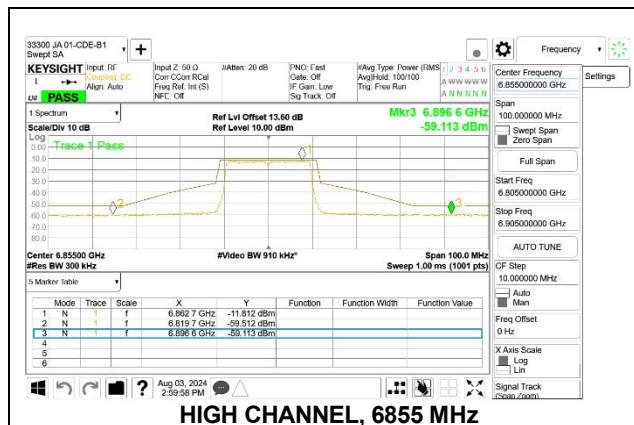 33300 JA 01-CDE-B1
Swept SA
KEYSIGHT
Input: RF
Coupling: DC
Align: Auto
Input Z: 50 Ω
Corr CCorr RCal
Freq Ref: Int (S)
NFE: Off
#Atten: 20 dB
PNO: Fast
Gate: Off
IF Gain: Low
Sig Track: Off
#Avg Type: Power (RMS
Avg|Hold: 100/100
Trig: Free Run
1 2 3 4 5 6
A W W W W W
A N N N N N
PASS
1 Spectrum
Scale/Div 10 dB
Ref Lvl Offset 13.60 dB
Ref Level 10.00 dBm
Mkr3 6.896 6 GHz
-59.113 dBm
Log
Trace 1 Pass
0.00
-10.0
-20.0
-30.0
-40.0
-50.0
-60.0
-70.0
-80.0
1
2
3
Center 6.85500 GHz
#Res BW 300 kHz
#Video BW 910 kHz*
Span 100.0 MHz
Sweep 1.00 ms (1001 pts)
5 Marker Table
Mode Trace Scale X Y Function Function Width Function Value
1 N 1 f 6.862 7 GHz -11.812 dBm
2 N 1 f 6.819 7 GHz -59.512 dBm
3 N 1 f 6.896 6 GHz -59.113 dBm
4
5
6
Aug 03, 2024
2:59:58 PM
Frequency
Settings
Center Frequency
6.855000000 GHz
Span
100.000000 MHz
Swept Span
Zero Span
Full Span
Start Freq
6.805000000 GHz
Stop Freq
6.905000000 GHz
AUTO TUNE
CF Step
10.000000 MHz
Auto
Man
Freq Offset
0 Hz
X Axis Scale
Log
Lin
Signal Track
(Span Zoom)
HIGH CHANNEL, 6855 MHz